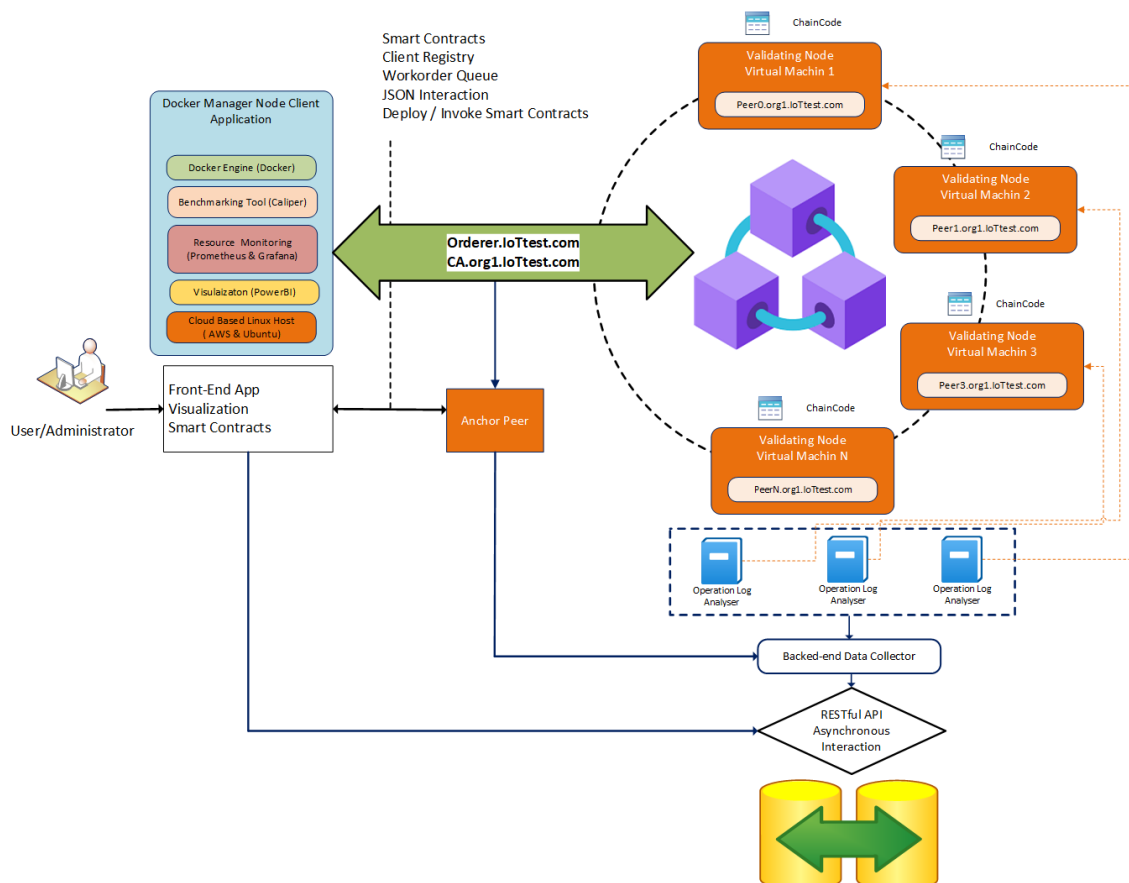 Smart Contracts
Client Registry
Workorder Queue
JSON Interaction
Deploy / Invoke Smart Contracts
Docker Manager Node Client
Application
Docker Engine (Docker)
Benchmarking Tool (Caliper)
Resource Monitoring
(Prometheus & Grafana)
Visulaizaton (PowerBI)
Cloud Based Linux Host
( AWS & Ubuntu)
Orderer.IoTtest.com
CA.org1.IoTtest.com
ChainCode
Validating Node
Virtual Machin 1
Peer0.org1.IoTtest.com
ChainCode
Validating Node
Virtual Machin 2
Peer1.org1.IoTtest.com
ChainCode
Validating Node
Virtual Machin 3
Peer3.org1.IoTtest.com
ChainCode
Validating Node
Virtual Machin N
PeerN.org1.IoTtest.com
User/Administrator
Front-End App
Visualization
Smart Contracts
Anchor Peer
Operation Log
Analyser
Operation Log
Analyser
Operation Log
Analyser
Backed-end Data Collector
RESTful API
Asynchronous
Interaction